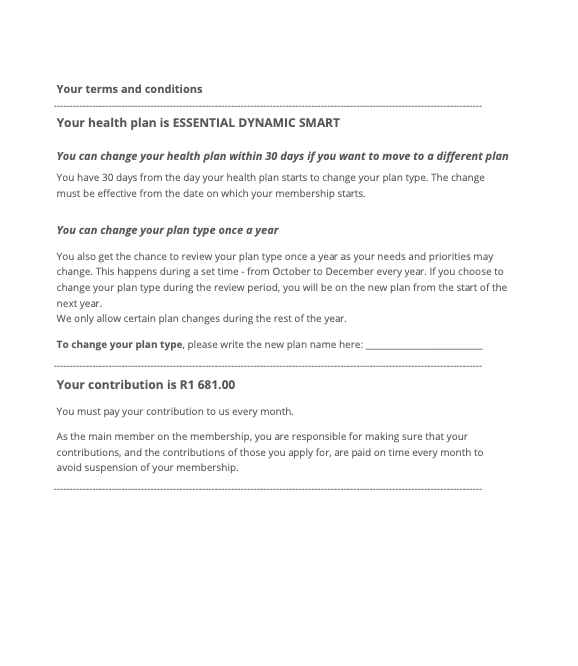 Your terms and conditions
Your health plan is ESSENTIAL DYNAMIC SMART
You can change your health plan within 30 days if you want to move to a different plan
You have 30 days from the day your health plan starts to change your plan type. The change
must be effective from the date on which your membership starts.
You can change your plan type once a year
You also get the chance to review your plan type once a year as your needs and priorities may
change. This happens during a set time - from October to December every year. If you choose to
change your plan type during the review period, you will be on the new plan from the start of the
next year.
We only allow certain plan changes during the rest of the year.
To change your plan type, please write the new plan name here: ______________________
Your contribution is R1 681.00
You must pay your contribution to us every month.
As the main member on the membership, you are responsible for making sure that your
contributions, and the contributions of those you apply for, are paid on time every month to
avoid suspension of your membership.